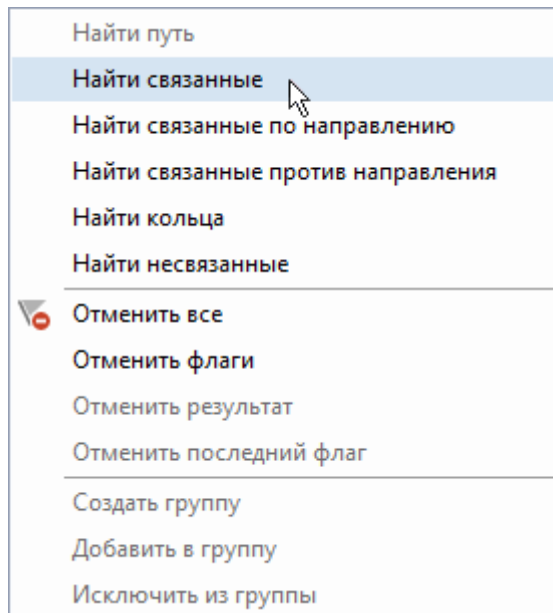 Найти путь
Найти связанные
Найти связанные по направлению
Найти связанные против направления
Найти кольца
Найти несвязанные
Отменить все
Отменить флаги
Отменить результат
Отменить последний флаг
Создать группу
Добавить в группу
Исключить из группы